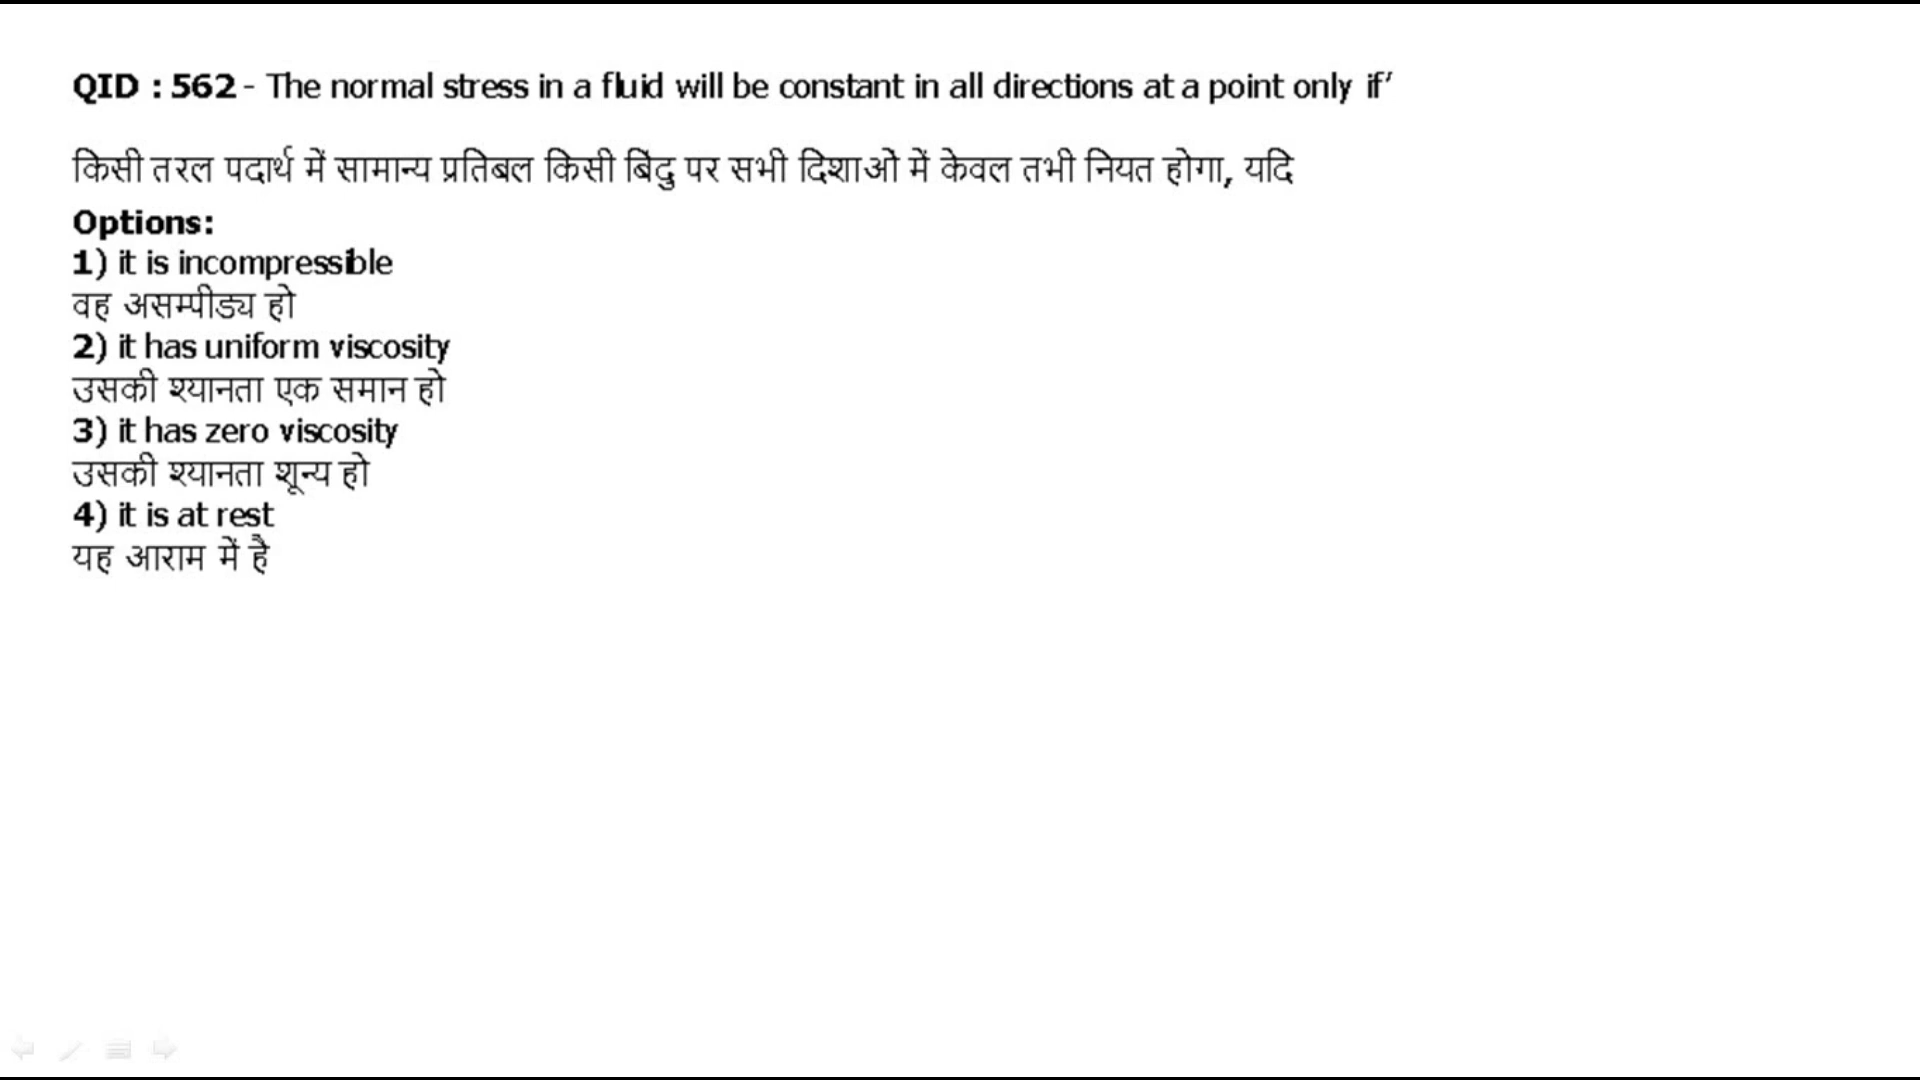 QID : 562 - The normal stress in a fluid will be constant in all directions at a point only if'
किसी तरल पदार्थ में सामान्य प्रतिबल किसी बिंदु पर सभी दिशाओं में केवल तभी नियत होगा, यदि
Options:
1) it is incompressible
वह असम्पीड्य हो
2) it has uniform viscosity
उसकी श्यानता एक समान हो
3) it has zero viscosity
उसकी श्यानता शून्य हो
4) it is at rest
यह आराम में है